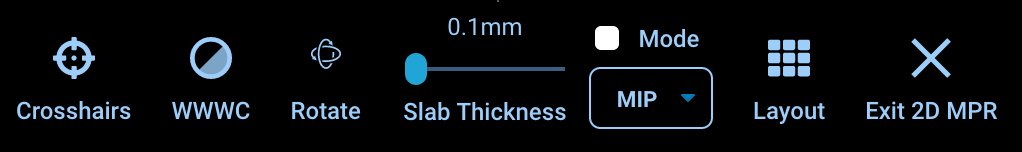 0.1mm
Mode
MIP
Crosshairs
WWWC
Rotate
Slab Thickness
Layout
Exit 2D MPR